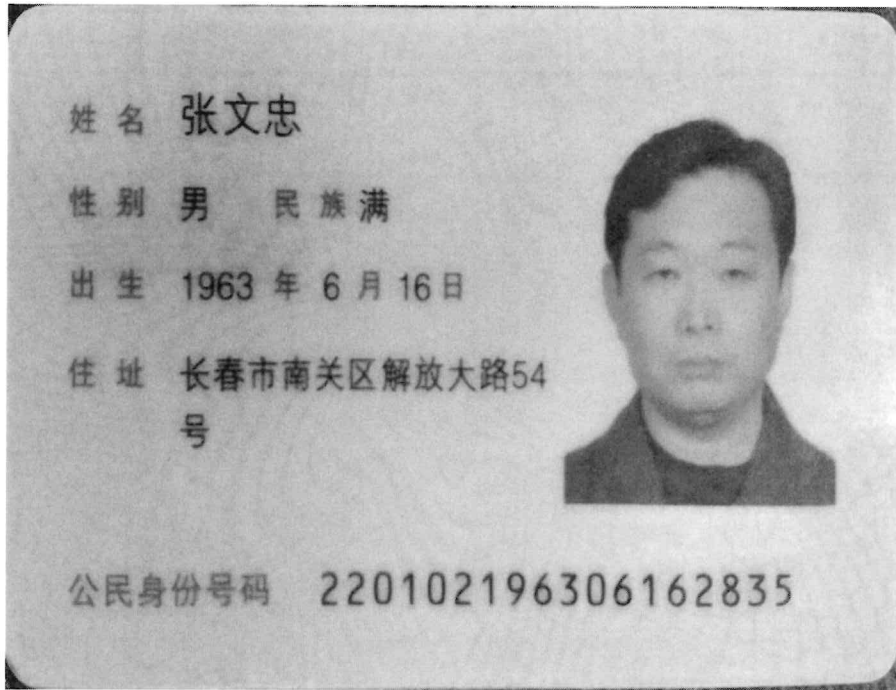 姓名 张文忠
性别 男 民族 满
出生 1963 年 6 月 16 日
住址 长春市南关区解放大路54
号
公民身份号码 220102196306162835